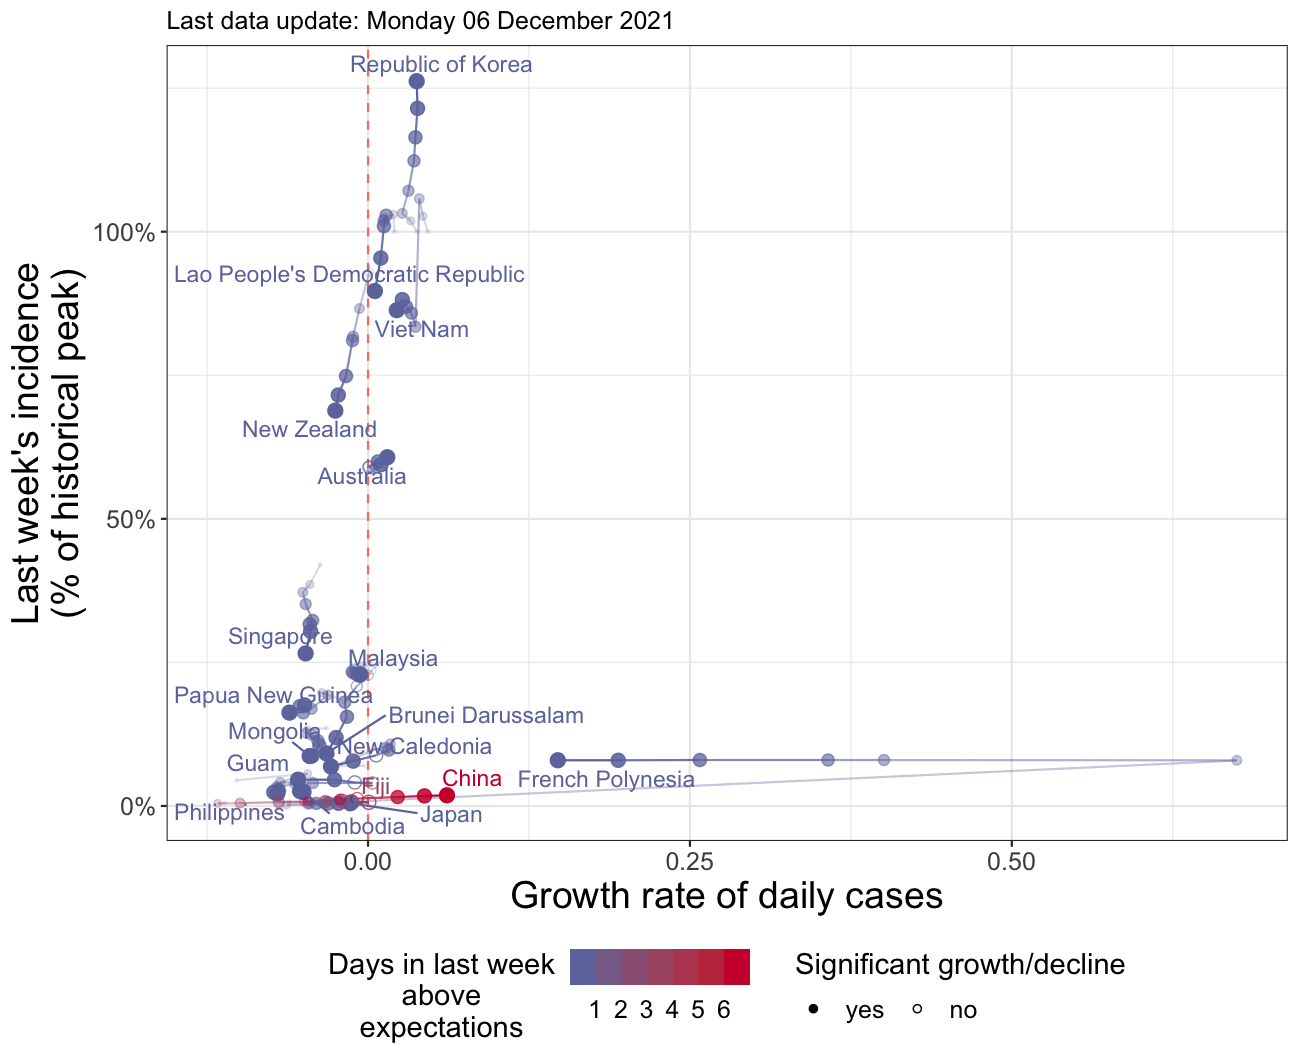 Last data update: Monday 06 December 2021
Republic of Korea
100%
Lao People's Democratic Republic
Viet Nam
New Zealand
50%
Australia
Singapore
Malaysia
Papua New Guinea
Brunei Darussalam
Mongolia
New Caledonia
Guam
China
French Polynesia
Fiji
0%
Philippines
Japan
Cambodia
Last week's incidence
(% of historical peak)
0.00
0.25
0.50
Growth rate of daily cases
Days in last week
above
expectations
1 2 3 4 5 6
Significant growth/decline
yes
no